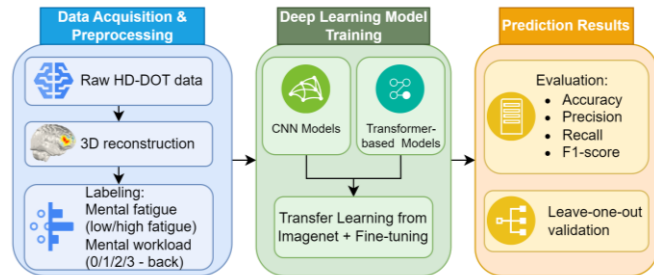 Data Acquisition &
Preprocessing
Raw HD-DOT data
3D reconstruction
Labeling:
Mental fatigue
(low/high fatigue)
Mental workload
(0/1/2/3 - back)
Deep Learning Model
Training
CNN Models
Transformer-
based Models
Transfer Learning from
Imagenet + Fine-tuning
Prediction Results
Evaluation:
• Accuracy
• Precision
• Recall
• F1-score
Leave-one-out
validation